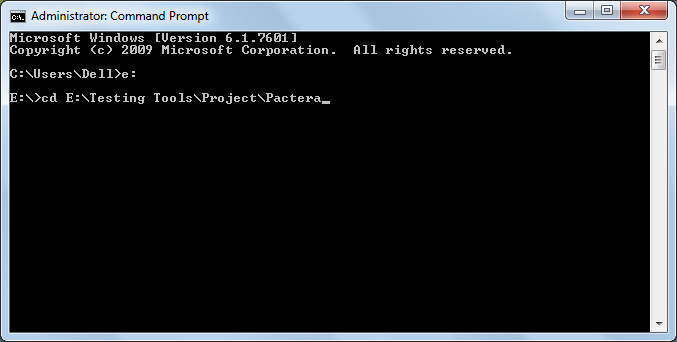 Administrator: Command Prompt
Microsoft Windows [Version 6.1.7601]
Copyright (c) 2009 Microsoft Corporation.  All rights reserved.
C:\Users\Dell>e:
E:\>cd E:\Testing Tools\Project\Pactera